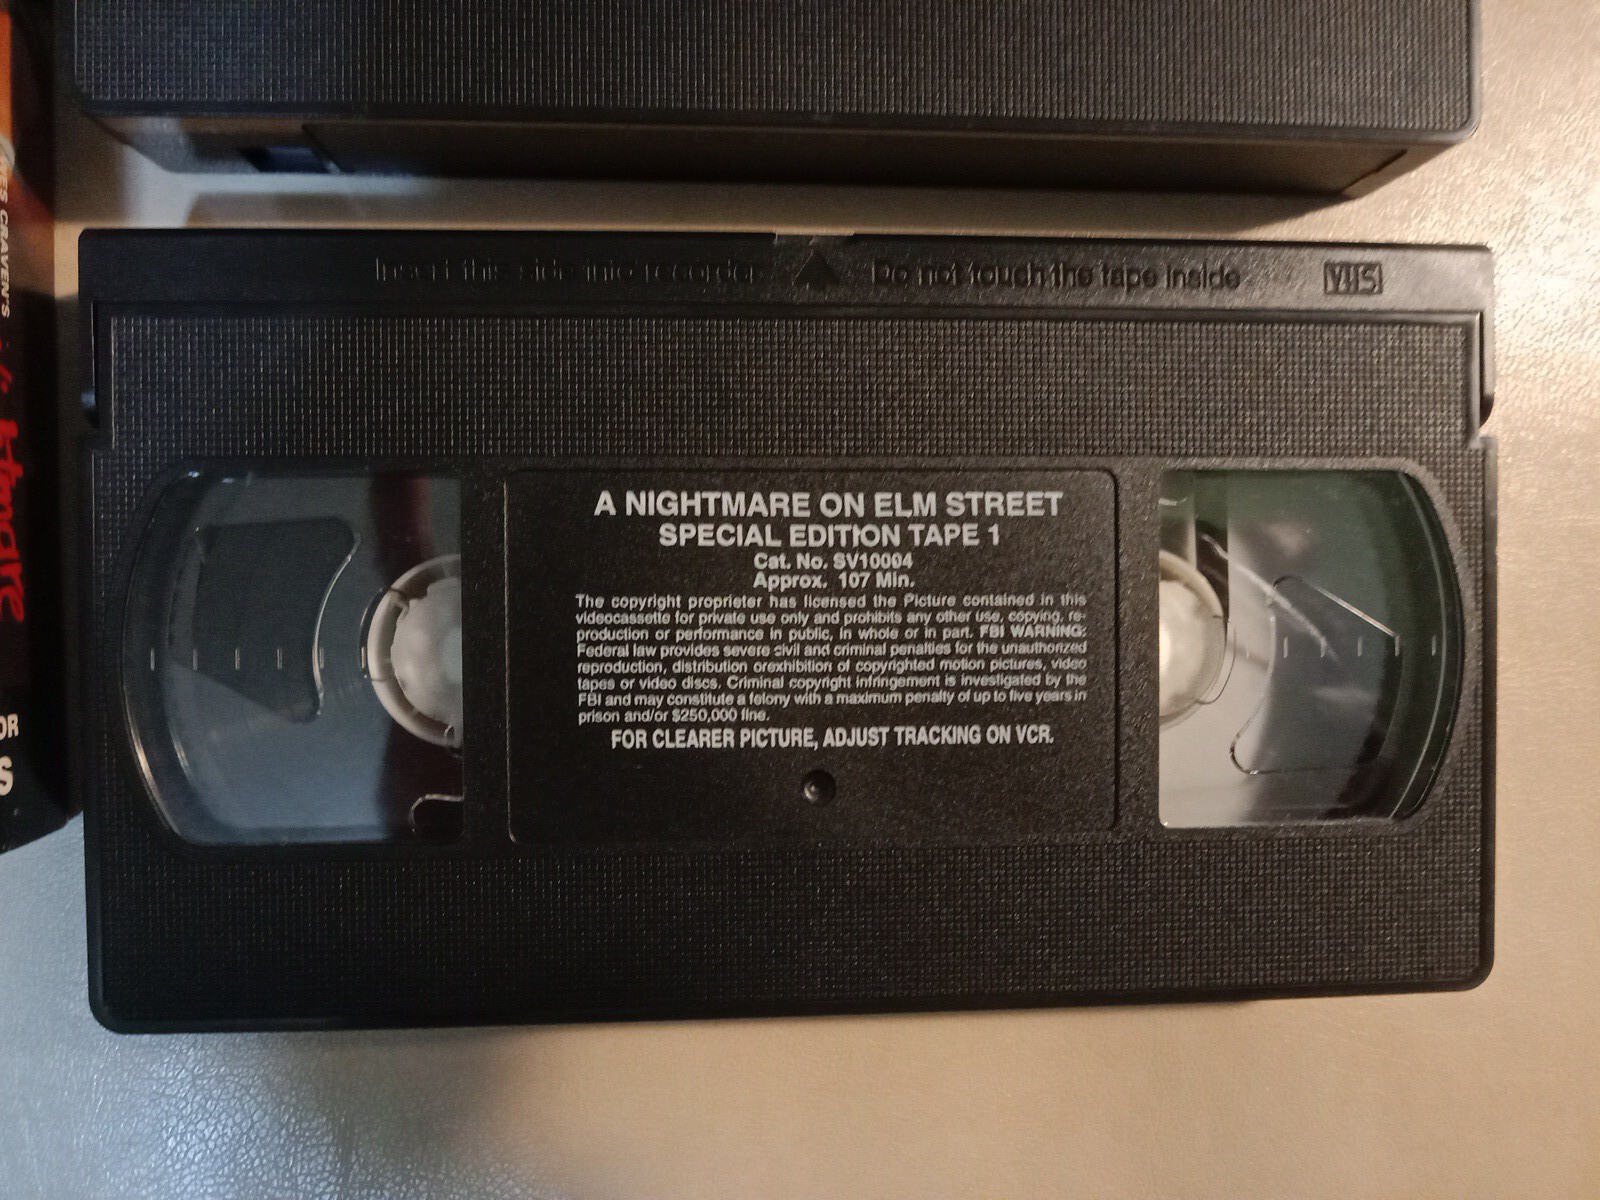 Insert this side into recorder Do not touch the tape inside VHS
A NIGHTMARE ON ELM STREET
SPECIAL EDITION TAPE 1
Cat. No. SV10004
Approx. 107 Min.
The copyright proprieter has licensed the Picture contained in this
videocassette for private use only and prohibits any other use, copying, re-
production or performance in public, in whole or in part. FBI WARNING:
Federal law provides severe civil and criminal penalties for the unauthorized
reproduction, distribution orexhibition of copyrighted motion pictures, video
tapes or video discs. Criminal copyright infringement is investigated by the
FBI and may constitute a felony with a maximum penalty of up to five years in
prison and/or $250,000 fine.
FOR CLEARER PICTURE, ADJUST TRACKING ON VCR.
CRAVEN'S
OR
S